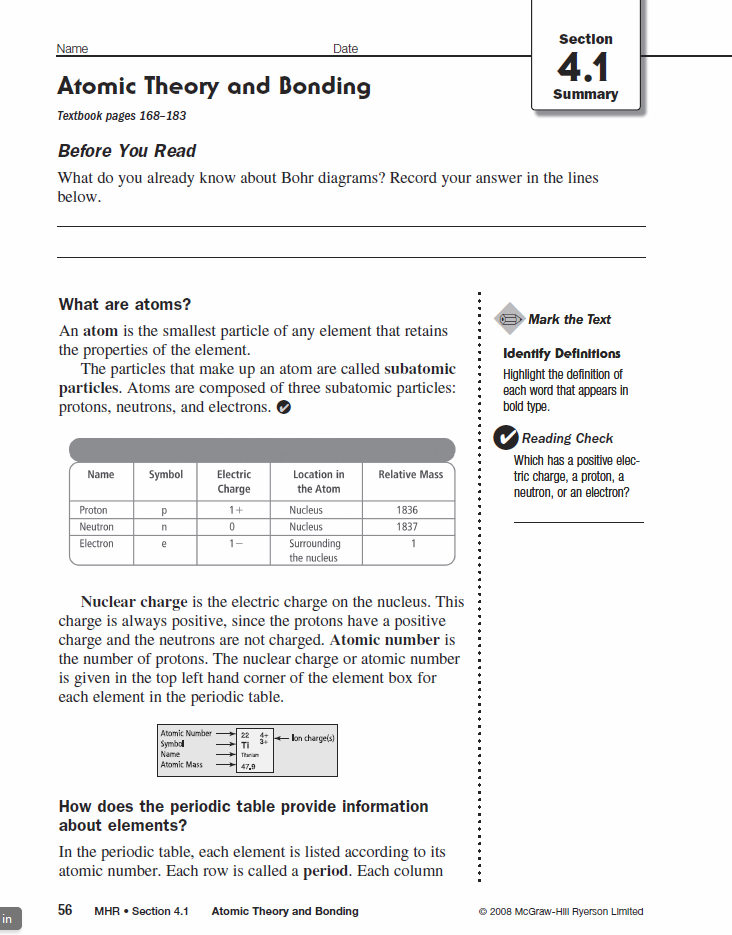 Name Date
Section
4.1
Summary
Atomic Theory and Bonding
Textbook pages 168–183
Before You Read
What do you already know about Bohr diagrams? Record your answer in the lines
below.
What are atoms?
An atom is the smallest particle of any element that retains
the properties of the element.
The particles that make up an atom are called subatomic
particles. Atoms are composed of three subatomic particles:
protons, neutrons, and electrons.
Name Symbol Electric Charge Location in the Atom Relative Mass
Proton p 1+ Nucleus 1836
Neutron n 0 Nucleus 1837
Electron e 1− Surrounding the nucleus 1
Nuclear charge is the electric charge on the nucleus. This
charge is always positive, since the protons have a positive
charge and the neutrons are not charged. Atomic number is
the number of protons. The nuclear charge or atomic number
is given in the top left hand corner of the element box for
each element in the periodic table.
Atomic Number 22 4+
Symbol Ti 3+ Ion charge(s)
Name
Atomic Mass 47.9
How does the periodic table provide information
about elements?
In the periodic table, each element is listed according to its
atomic number. Each row is called a period. Each column
Mark the Text
Identify Definitions
Highlight the definition of
each word that appears in
bold type.
Reading Check
Which has a positive elec-
tric charge, a proton, a
neutron, or an electron?
56 MHR • Section 4.1 Atomic Theory and Bonding © 2008 McGraw-Hill Ryerson Limited
in